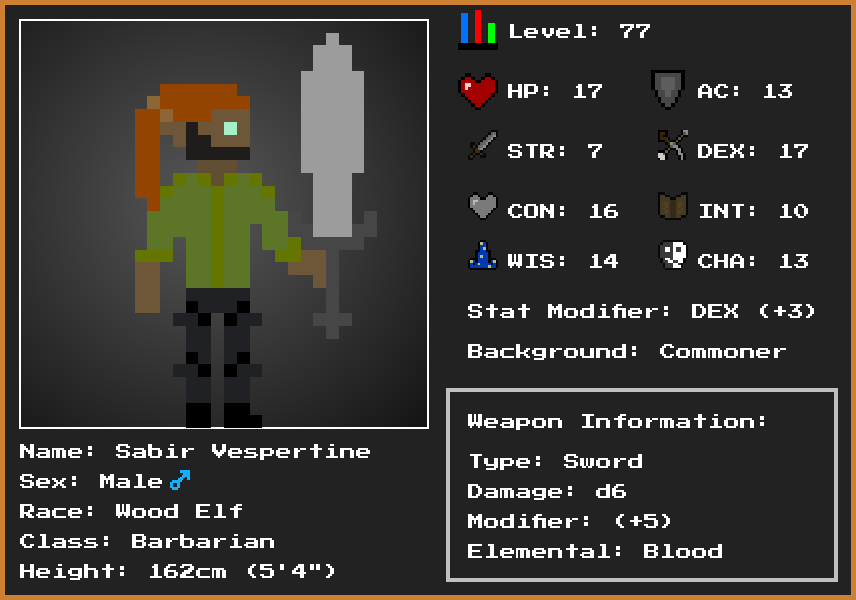 Level: 77
HP: 17
AC: 13
STR: 7
DEX: 17
CON: 16
INT: 10
WIS: 14
CHA: 13
Stat Modifier: DEX (+3)
Background: Commoner
Weapon Information:
Type: Sword
Damage: d6
Modifier: (+5)
Elemental: Blood
Name: Sabir Vespertine
Sex: Male♂
Race: Wood Elf
Class: Barbarian
Height: 162cm (5'4")